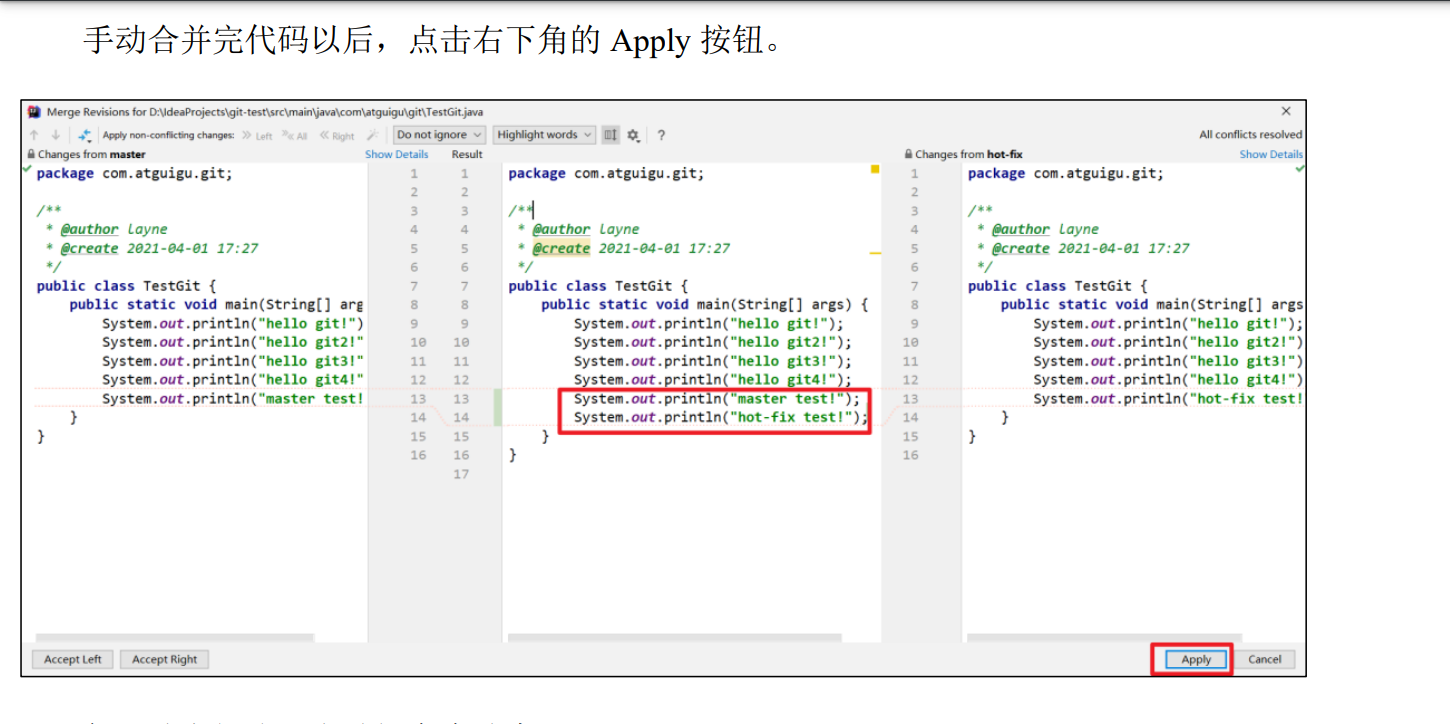 手动合并完代码以后，点击右下角的 Apply 按钮。
Merge Revisions for D:\IdeaProjects\git-test\src\main\java\com\atguigu\git\TestGit.java
Apply non-conflicting changes: Left All Right Do not ignore Highlight words ? All conflicts resolved
Changes from master Show Details Result Changes from hot-fix Show Details
package com.atguigu.git; 1 1 package com.atguigu.git; 1 package com.atguigu.git;
2 2 2
/** 3 3 /** 3 /**
* @author Layne 4 4 * @author Layne 4 * @author Layne
* @create 2021-04-01 17:27 5 5 * @create 2021-04-01 17:27 5 * @create 2021-04-01 17:27
*/ 6 6 */ 6 */
public class TestGit { 7 7 public class TestGit { 7 public class TestGit {
public static void main(String[] arg 8 8 public static void main(String[] args) { 8 public static void main(String[] args
System.out.println("hello git!") 9 9 System.out.println("hello git!"); 9 System.out.println("hello git!");
System.out.println("hello git2!" 10 10 System.out.println("hello git2!"); 10 System.out.println("hello git2!")
System.out.println("hello git3!" 11 11 System.out.println("hello git3!"); 11 System.out.println("hello git3!")
System.out.println("hello git4!" 12 12 System.out.println("hello git4!"); 12 System.out.println("hello git4!")
System.out.println("master test! 13 13 System.out.println("master test!"); 13 System.out.println("hot-fix test!
} 14 14 System.out.println("hot-fix test!"); 14 }
} 15 15 } 15 }
16 16 } 16
17
Accept Left Accept Right Apply Cancel